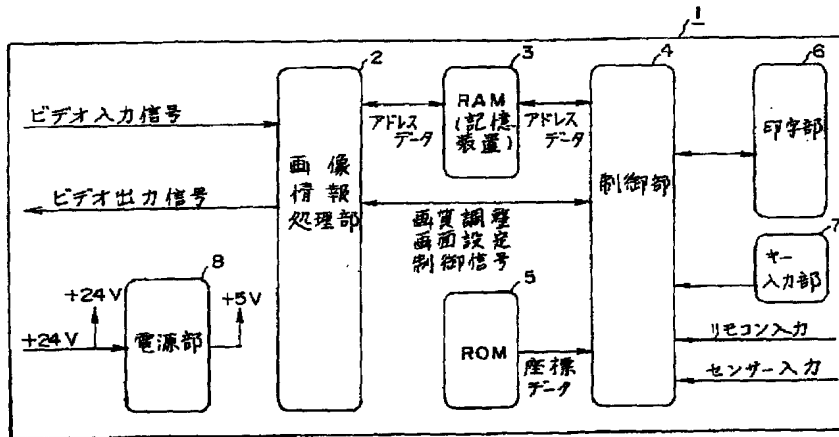 1
2
3
4
6
ビデオ入力信号
RAM
(記憶
装置)
アドレス
データ
アドレス
データ
印字部
画像
情報
処理部
制御部
ビデオ出力信号
画質調整
画面設定
制御信号
7
キー
入力部
8
+24V
+5V
5
+24V
電源部
ROM
座標
データ
リモコン入力
センサー入力